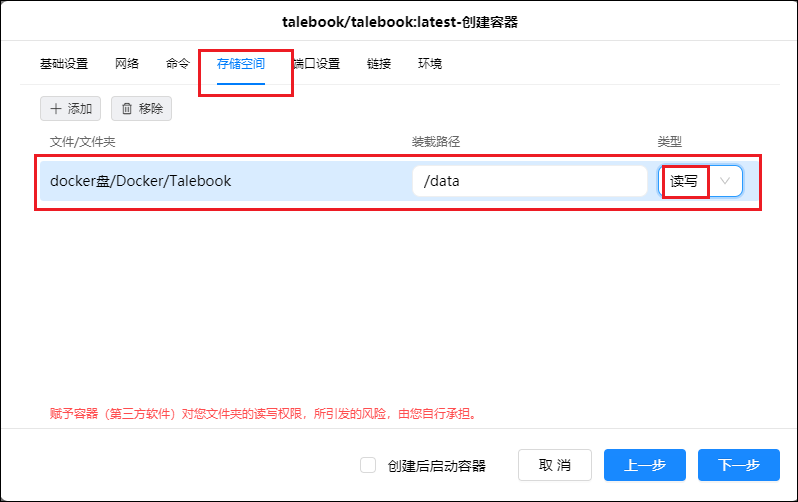 talebook/talebook:latest-创建容器
基础设置 网络 命令 存储空间 端口设置 链接 环境
添加 移除
文件/文件夹 装载路径 类型
docker盘/Docker/Talebook /data 读写
赋予容器（第三方软件）对您文件夹的读写权限，所引发的风险，由您自行承担。
创建后启动容器 取消 上一步 下一步